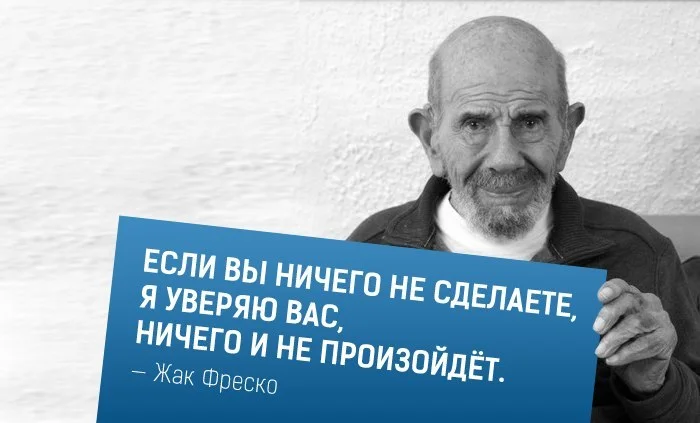 ЕСЛИ ВЫ НИЧЕГО НЕ СДЕЛАЕТЕ,
Я УВЕРЯЮ ВАС,
НИЧЕГО И НЕ ПРОИЗОЙДЁТ.
– Жак Фреско